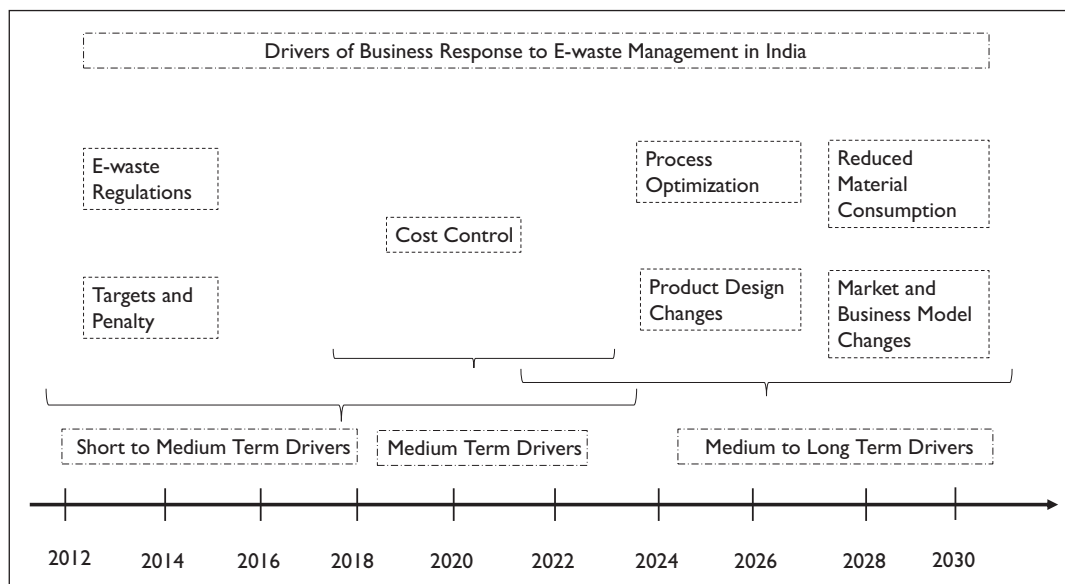 Drivers of Business Response to E-waste Management in India
E-waste
Regulations
Process
Optimization
Reduced
Material
Consumption
Cost Control
Targets and
Penalty
Product Design
Changes
Market and
Business Model
Changes
Short to Medium Term Drivers
Medium Term Drivers
Medium to Long Term Drivers
2012 2014 2016 2018 2020 2022 2024 2026 2028 2030